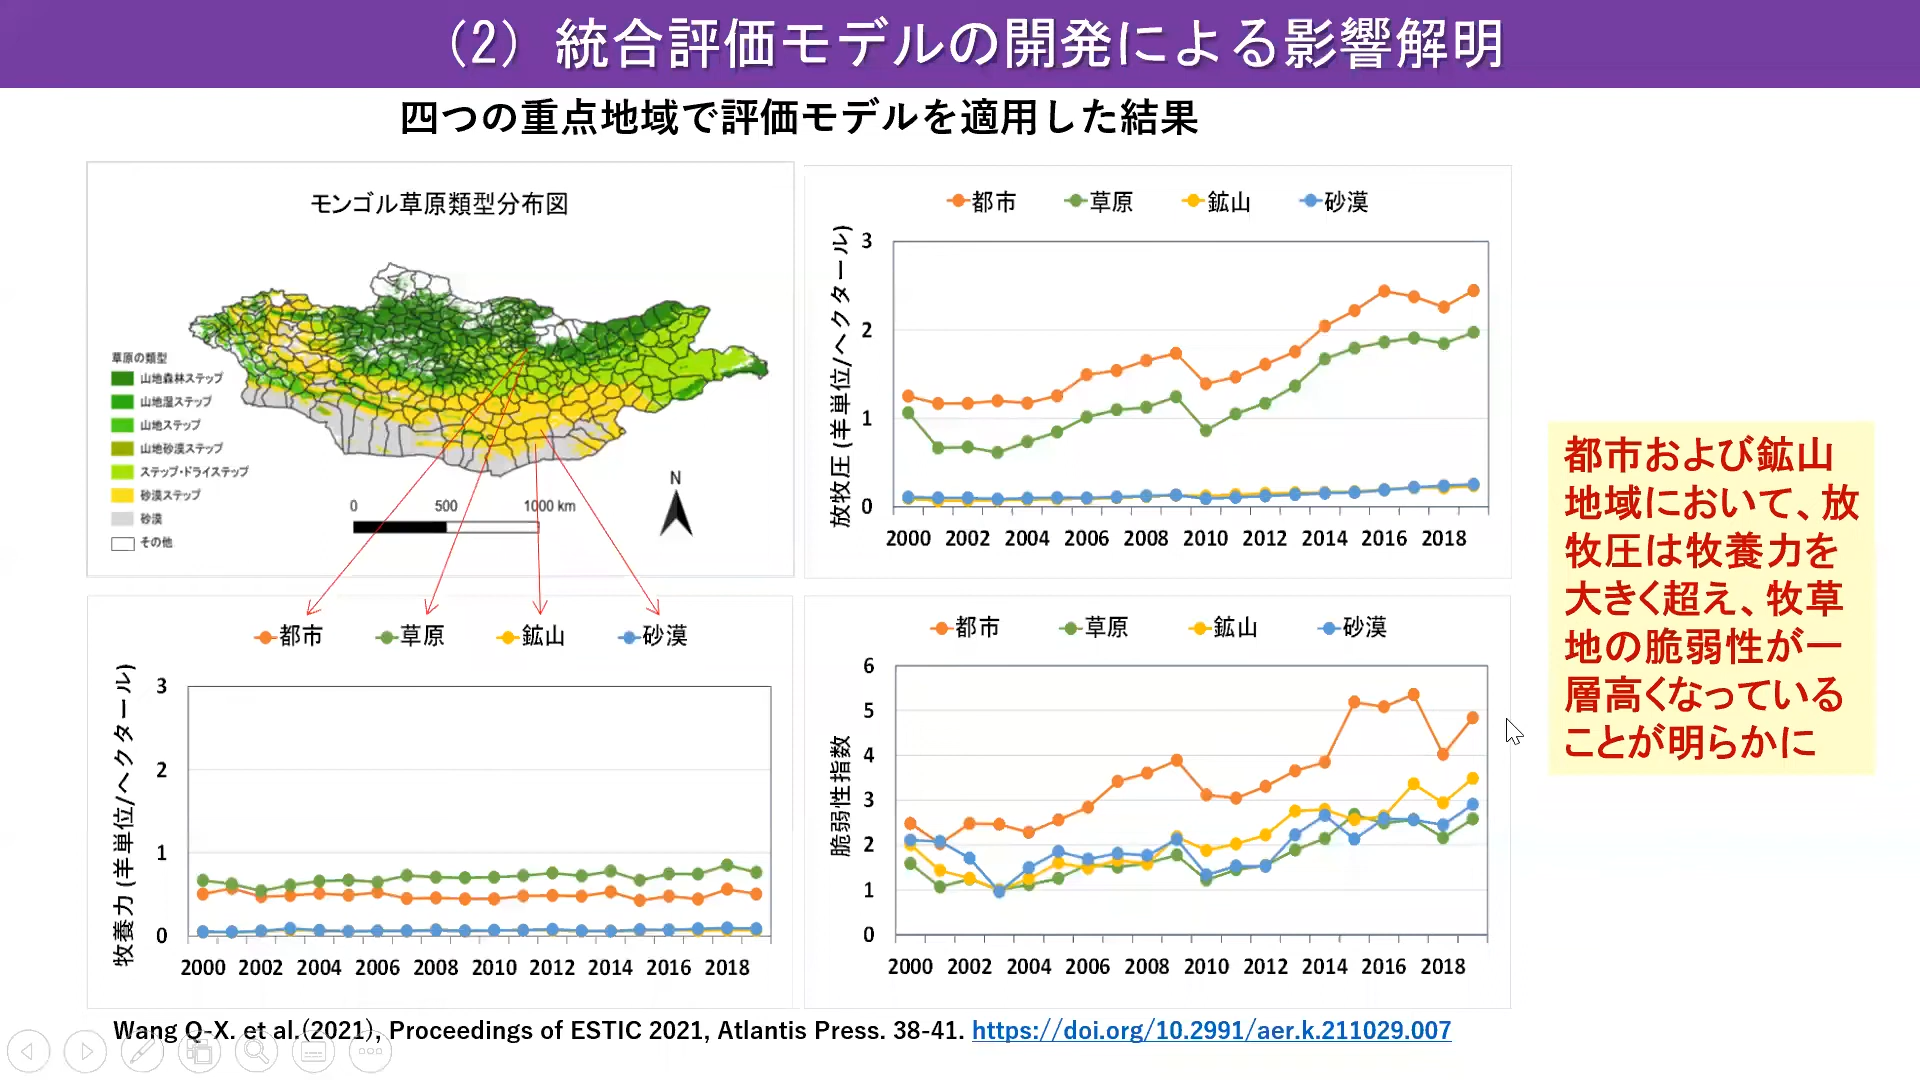 （2）統合評価モデルの開発による影響解明
四つの重点地域で評価モデルを適用した結果
モンゴル草原類型分布図
草原の類型
山地森林ステップ
山地湿ステップ
山地ステップ
山地砂漠ステップ
ステップ・ドライステップ
砂漠ステップ
砂漠
その他
0 500 1000 km
N
都市 草原 鉱山 砂漠
放牧圧 (羊単位/ヘクタール)
3
2
1
0
2000 2002 2004 2006 2008 2010 2012 2014 2016 2018
都市 草原 鉱山 砂漠
牧養力 (羊単位/ヘクタール)
3
2
1
0
2000 2002 2004 2006 2008 2010 2012 2014 2016 2018
都市 草原 鉱山 砂漠
脆弱性指数
6
5
4
3
2
1
0
2000 2002 2004 2006 2008 2010 2012 2014 2016 2018
都市および鉱山
地域において、放
牧圧は牧養力を
大きく超え、牧草
地の脆弱性が一
層高くなっている
ことが明らかに
Wang Q-X. et al.(2021), Proceedings of ESTIC 2021, Atlantis Press. 38-41. https://doi.org/10.2991/aer.k.211029.007